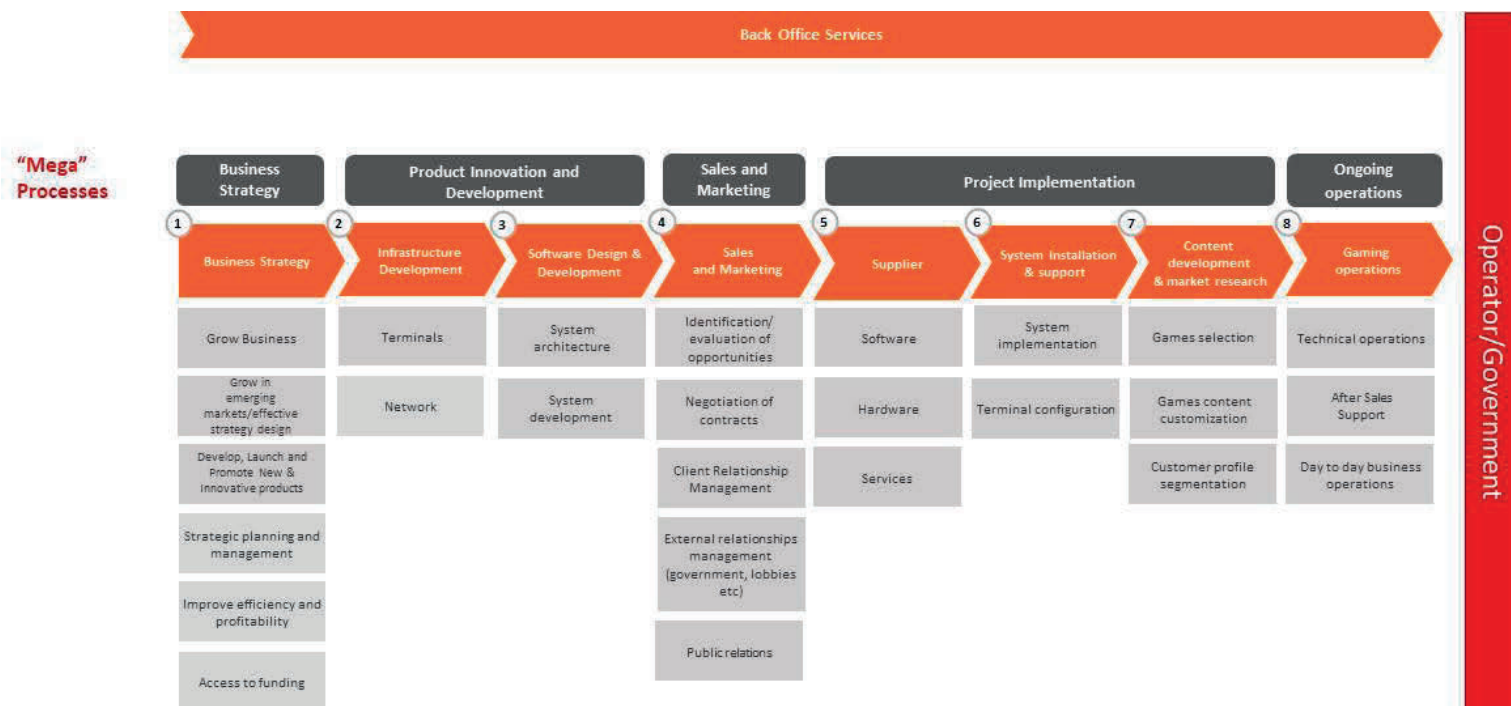 Back Office Services
"Mega"
Processes
Business
Strategy
Product Innovation and
Development
Sales and
Marketing
Project Implementation
Ongoing
operations
1
2
3
4
5
6
7
8
Business Strategy
Infrastructure
Development
Software Design &
Development
Sales
and Marketing
Supplier
System Installation
& support
Content
development
& market research
Gaming
operations
Grow Business
Grow in
emerging
markets/effective
strategy design
Develop, Launch and
Promote New &
Innovative products
Strategic planning and
management
Improve efficiency and
profitability
Access to funding
Terminals
Network
System
architecture
System
development
Identification/
evaluation of
opportunities
Negotiation of
contracts
Client Relationship
Management
External relationships
management
(government, lobbies
etc)
Public relations
Software
Hardware
Services
System
implementation
Terminal configuration
Games selection
Games content
customization
Customer profile
segmentation
Technical operations
After Sales
Support
Day to day business
operations
Operator/Government